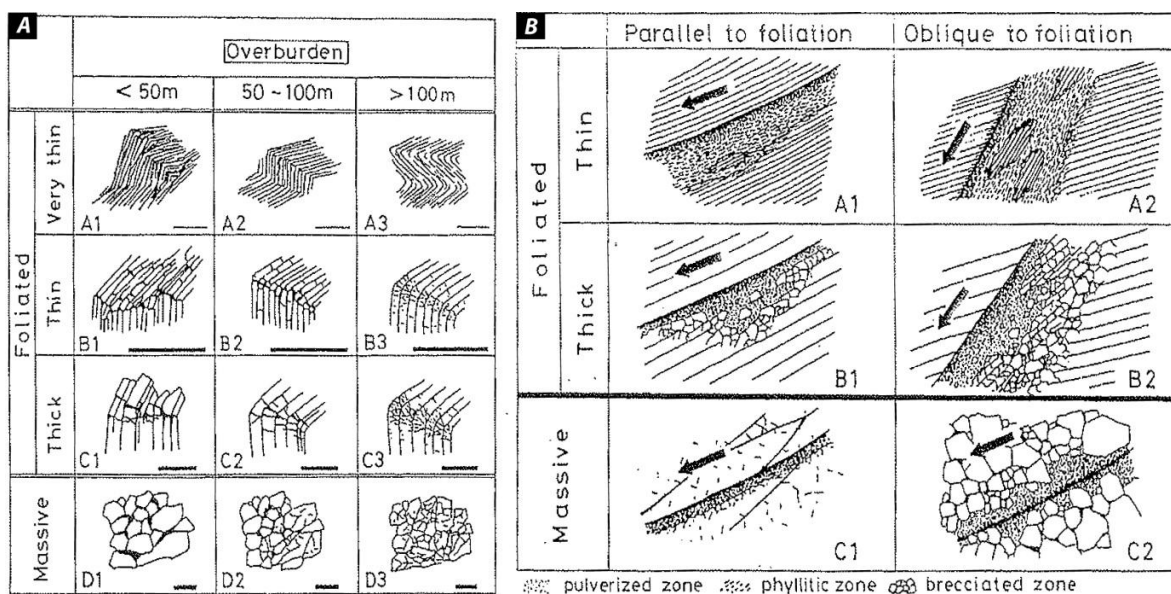 A
Overburden
< 50m
50 ~ 100m
>100m
Foliated
Very thin
A1
A2
A3
Thin
B1
B2
B3
Thick
C1
C2
C3
Massive
D1
D2
D3
B
Parallel to foliation
Oblique to foliation
Foliated
Thin
A1
A2
Thick
B1
B2
Massive
C1
C2
pulverized zone
phyllitic zone
brecciated zone